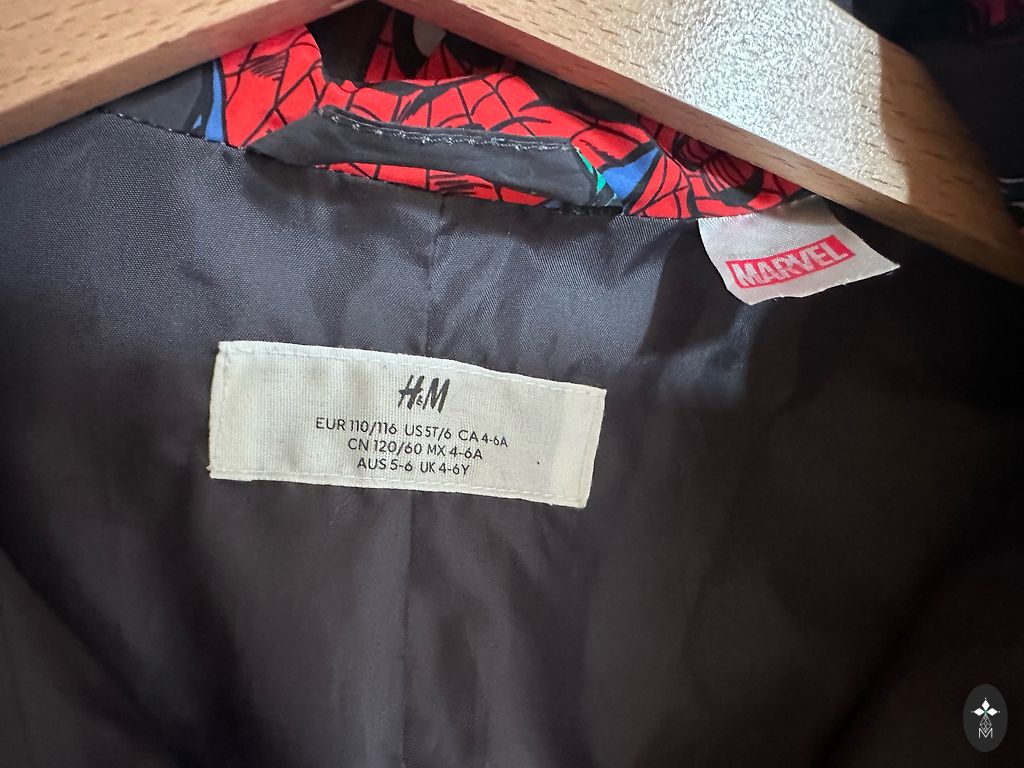 MARVEL
H&M
EUR 110/116 US 5T/6 CA 4-6A
CN 120/60 MX 4-6A
AUS 5-6 UK 4-6Y
M